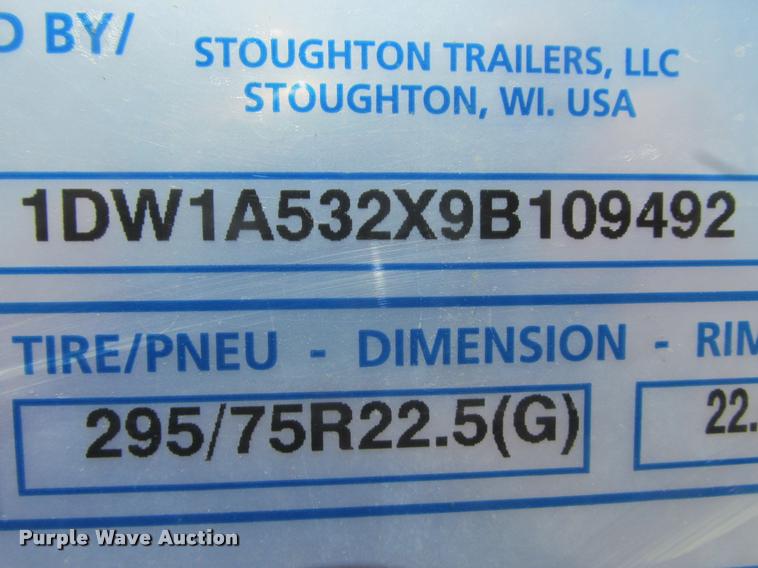 D BY/
STOUGHTON TRAILERS, LLC
STOUGHTON, WI. USA
1DW1A532X9B109492
TIRE/PNEU - DIMENSION - RIM
295/75R22.5(G)
22.
Purple Wave Auction